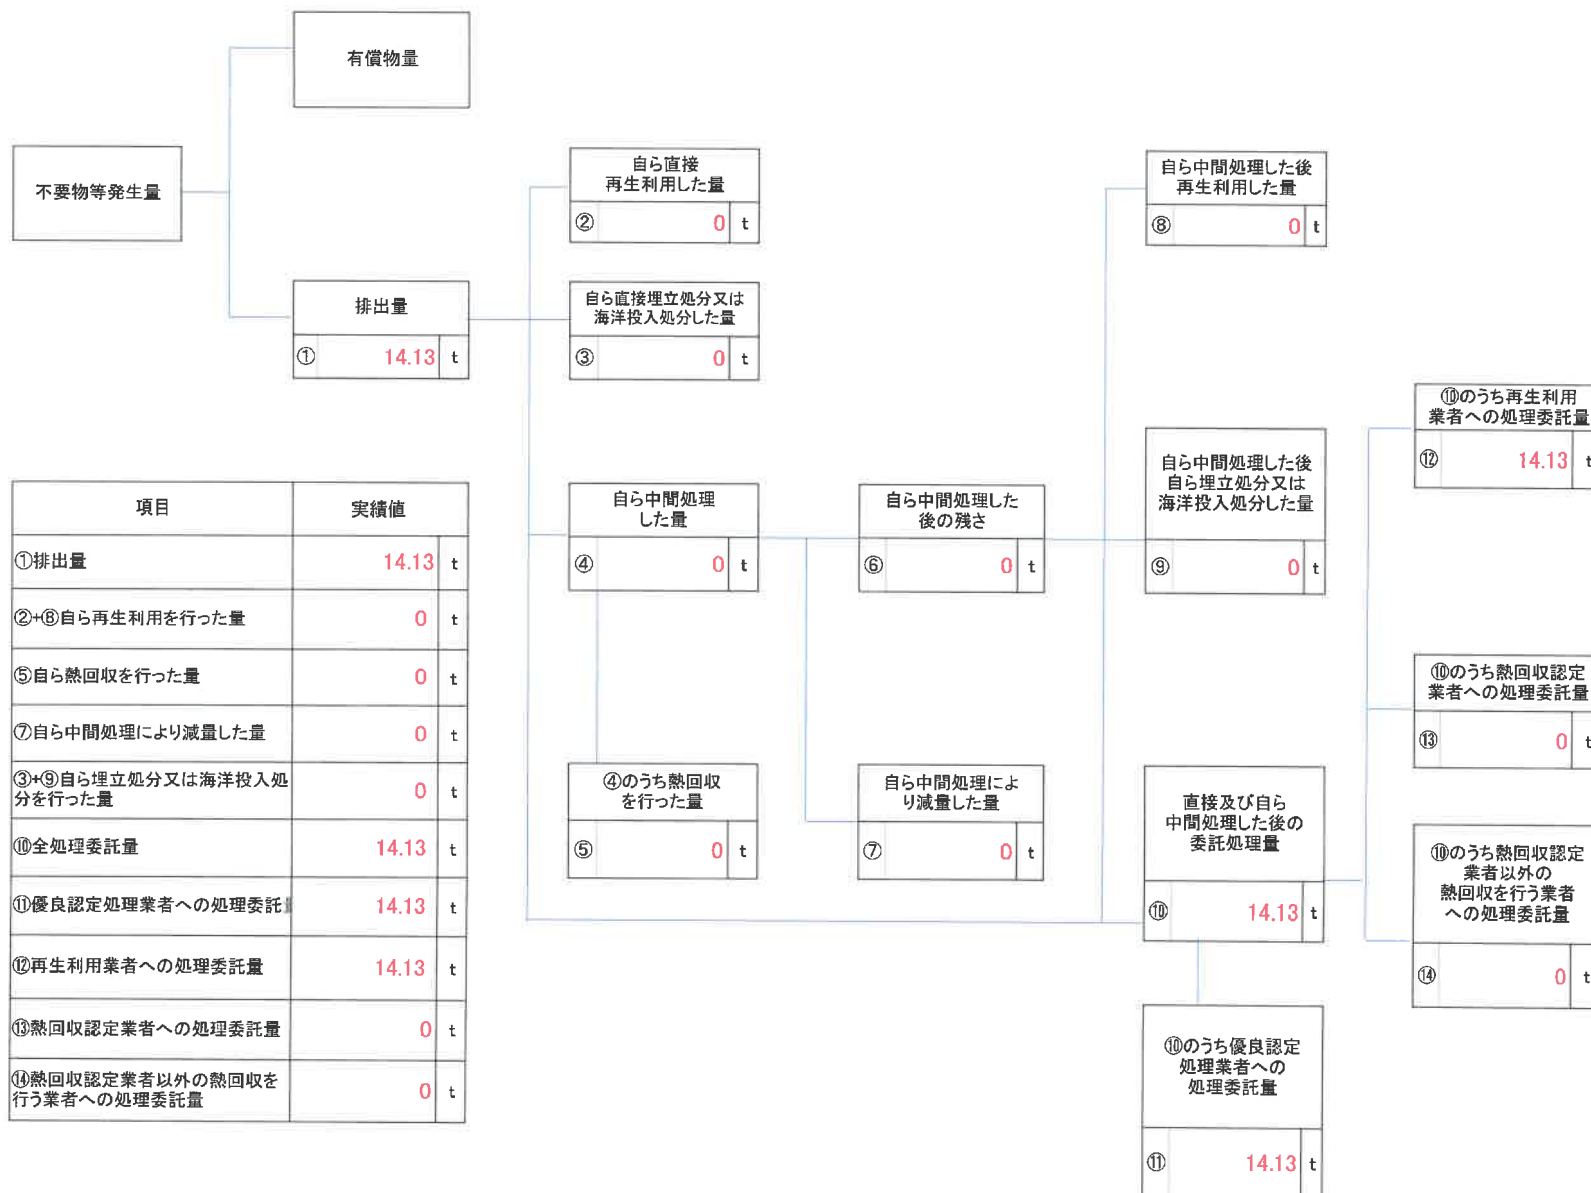 有償物量
不要物等発生量
排出量
① 14.13 t
自ら直接
再生利用した量
② 0 t
自ら直接埋立処分又は
海洋投入処分した量
③ 0 t
自ら中間処理
した量
④ 0 t
④のうち熱回収
を行った量
⑤ 0 t
自ら中間処理した
後の残さ
⑥ 0 t
自ら中間処理によ
り減量した量
⑦ 0 t
自ら中間処理した後
再生利用した量
⑧ 0 t
自ら中間処理した後
自ら埋立処分又は
海洋投入処分した量
⑨ 0 t
直接及び自ら
中間処理した後の
委託処理量
⑩ 14.13 t
⑩のうち優良認定
処理業者への
処理委託量
⑪ 14.13 t
⑩のうち再生利用
業者への処理委託量
⑫ 14.13 t
⑩のうち熱回収認定
業者への処理委託量
⑬ 0 t
⑩のうち熱回収認定
業者以外の
熱回収を行う業者
への処理委託量
⑭ 0 t
項目 実績値
①排出量 14.13 t
②+⑧自ら再生利用を行った量 0 t
⑤自ら熱回収を行った量 0 t
⑦自ら中間処理により減量した量 0 t
③+⑨自ら埋立処分又は海洋投入処
分を行った量 0 t
⑩全処理委託量 14.13 t
⑪優良認定処理業者への処理委託 14.13 t
⑫再生利用業者への処理委託量 14.13 t
⑬熱回収認定業者への処理委託量 0 t
⑭熱回収認定業者以外の熱回収を
行う業者への処理委託量 0 t